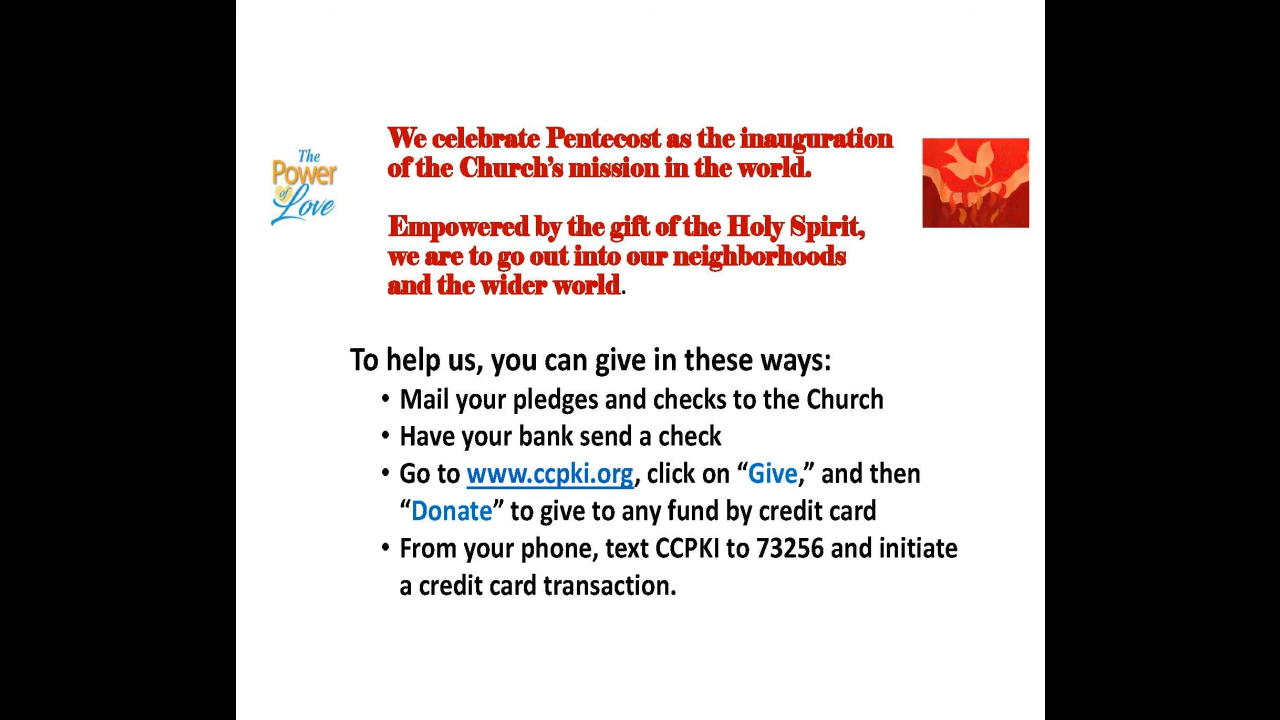 The
Power
of
Love
We celebrate Pentecost as the inauguration
of the Church’s mission in the world.
Empowered by the gift of the Holy Spirit,
we are to go out into our neighborhoods
and the wider world.
To help us, you can give in these ways:
• Mail your pledges and checks to the Church
• Have your bank send a check
• Go to www.ccpki.org, click on “Give,” and then
“Donate” to give to any fund by credit card
• From your phone, text CCPKI to 73256 and initiate
a credit card transaction.